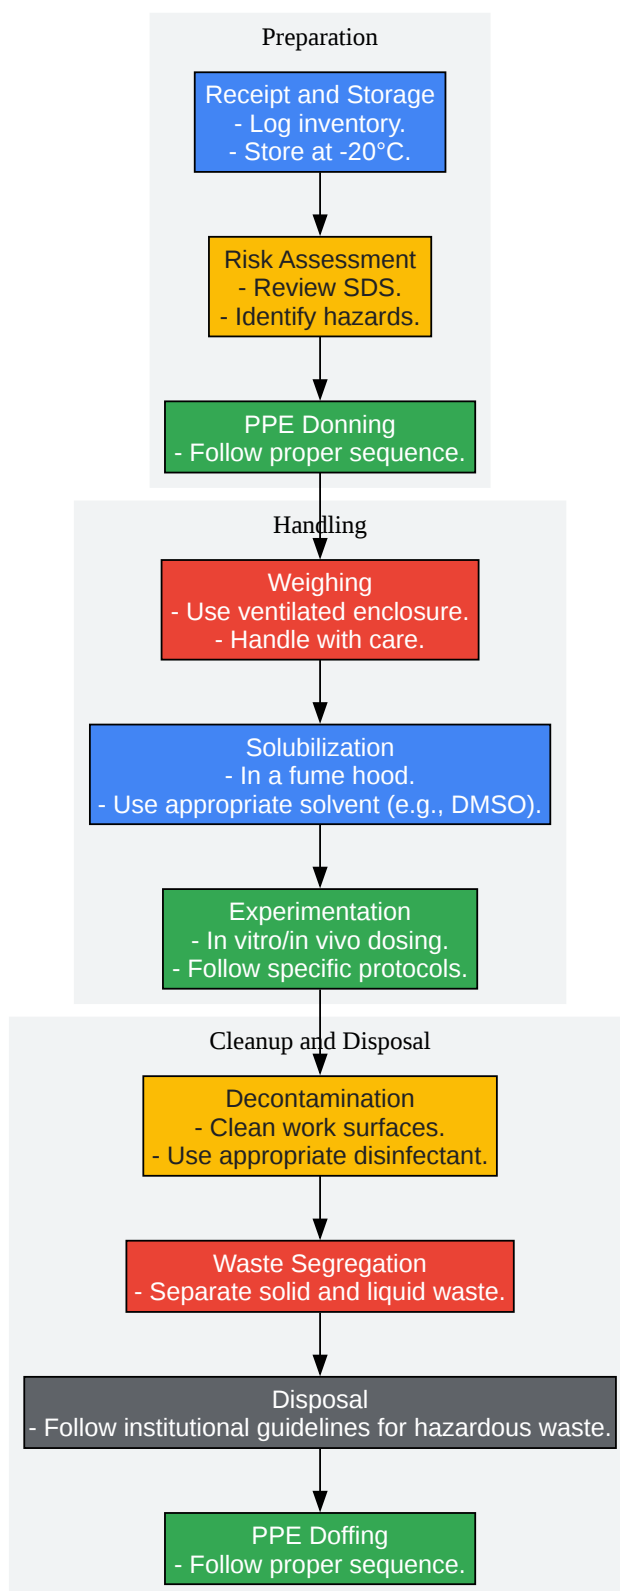 Preparation
Receipt and Storage
- Log inventory.
- Store at -20°C.
Risk Assessment
- Review SDS.
- Identify hazards.
PPE Donning
- Follow proper sequence.
Handling
Weighing
- Use ventilated enclosure.
- Handle with care.
Solubilization
- In a fume hood.
- Use appropriate solvent (e.g., DMSO).
Experimentation
- In vitro/in vivo dosing.
- Follow specific protocols.
Cleanup and Disposal
Decontamination
- Clean work surfaces.
- Use appropriate disinfectant.
Waste Segregation
- Separate solid and liquid waste.
Disposal
- Follow institutional guidelines for hazardous waste.
PPE Doffing
- Follow proper sequence.